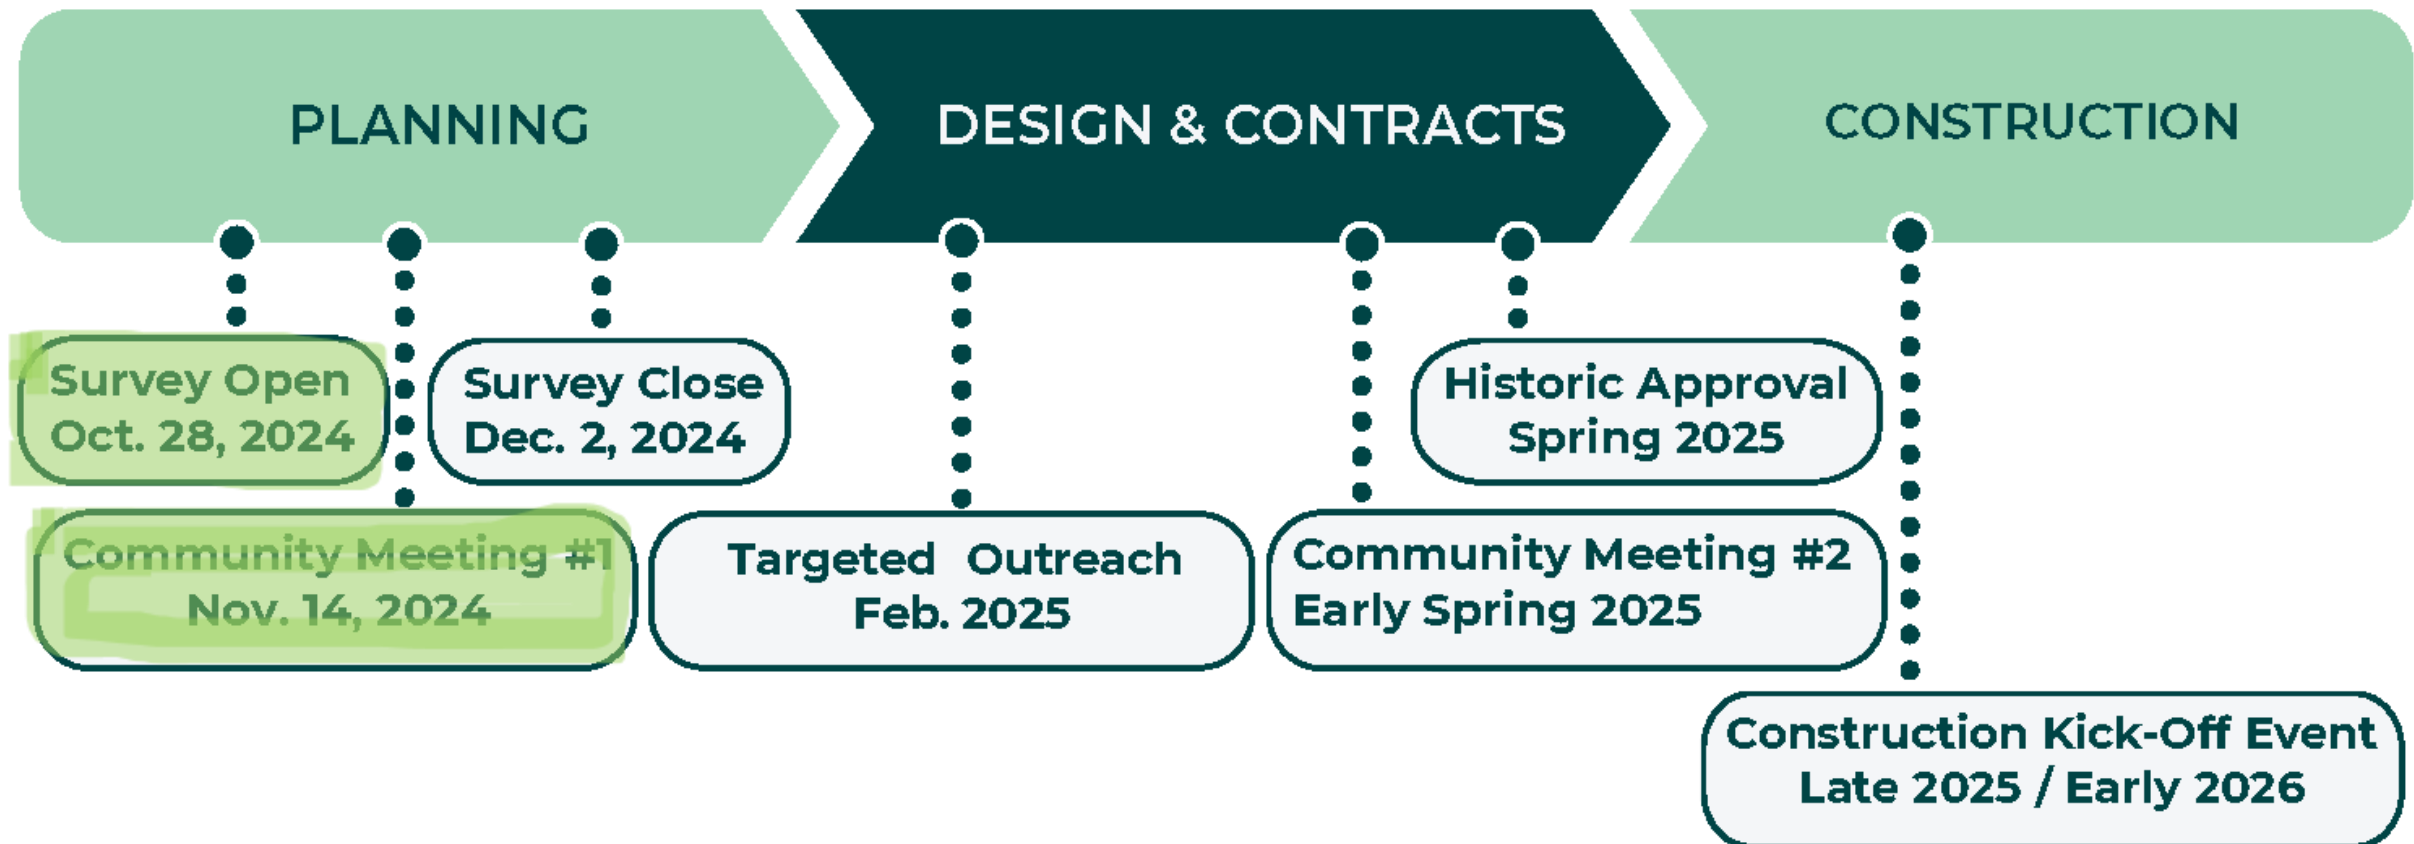 PLANNING
DESIGN & CONTRACTS
CONSTRUCTION
Survey Open
Oct. 28, 2024
Survey Close
Dec. 2, 2024
Historic Approval
Spring 2025
Community Meeting #1
Nov. 14, 2024
Targeted Outreach
Feb. 2025
Community Meeting #2
Early Spring 2025
Construction Kick-Off Event
Late 2025 / Early 2026